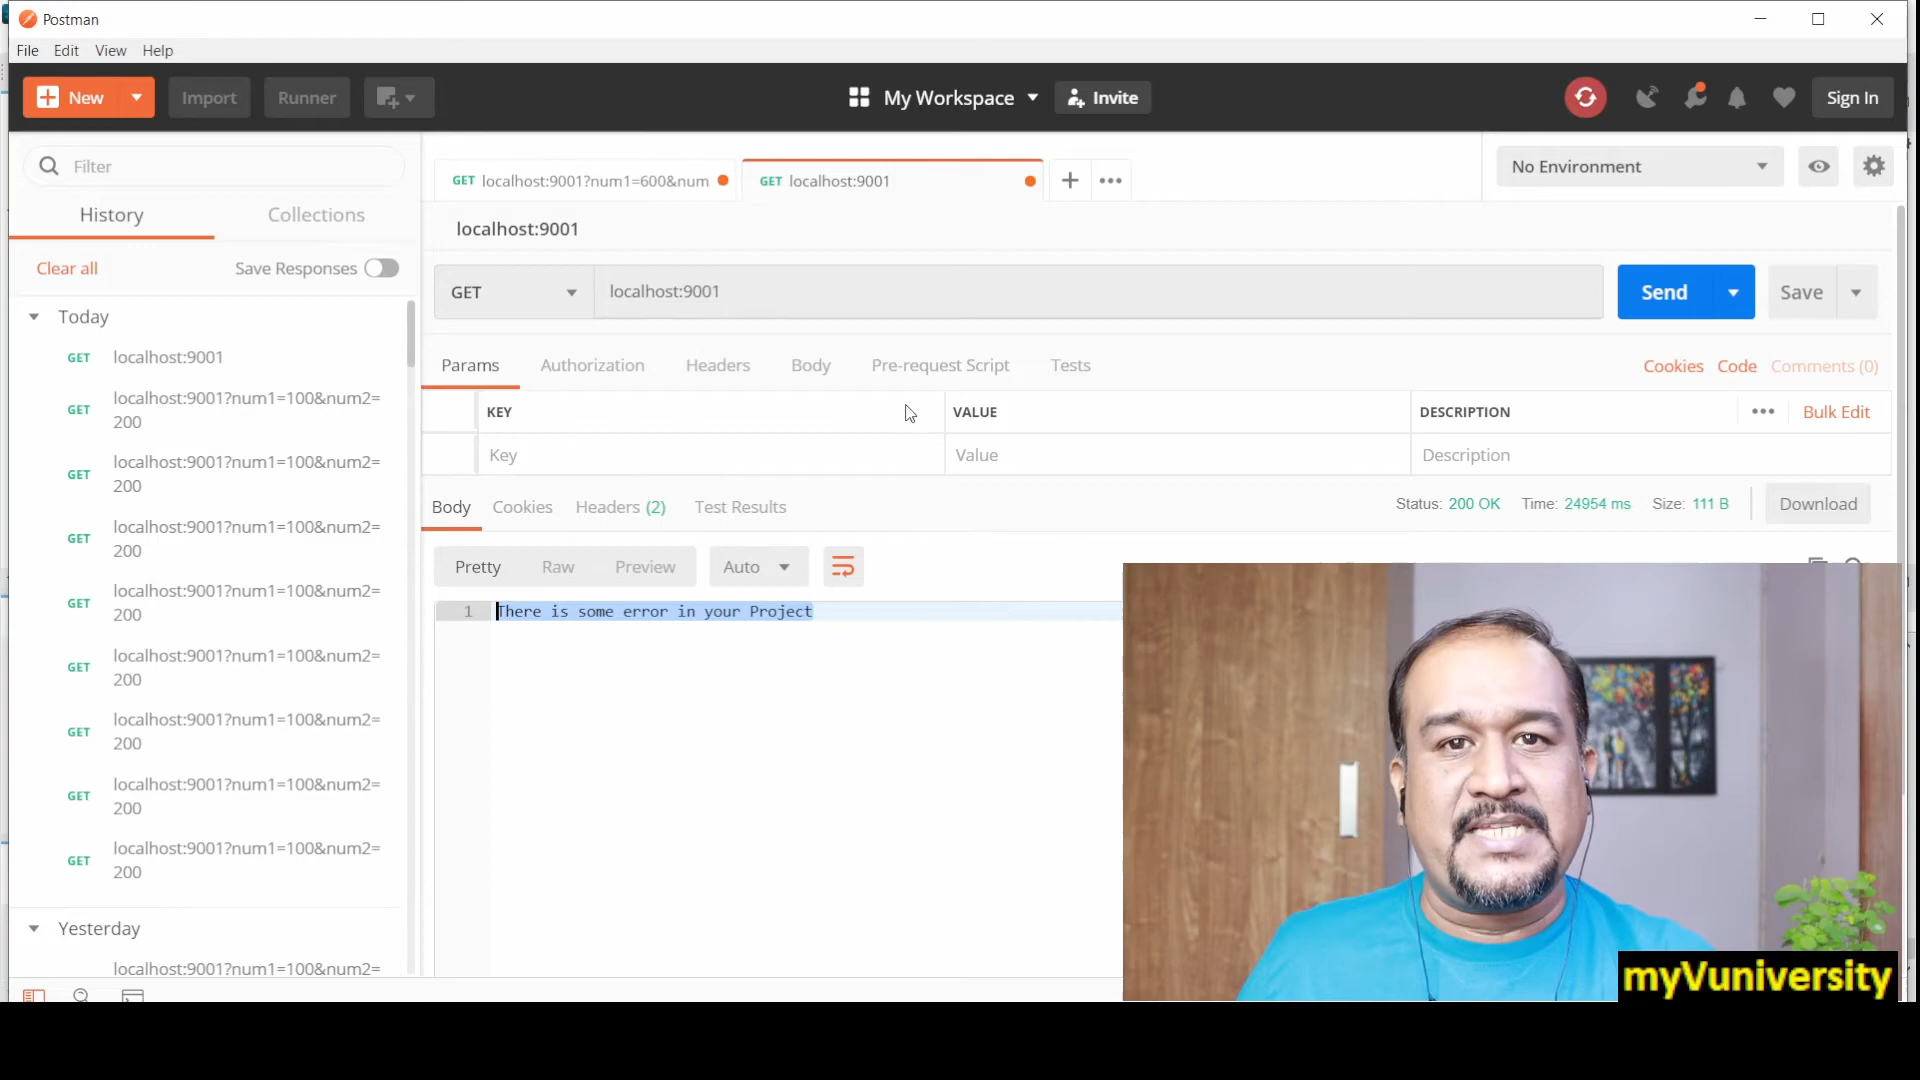 Postman
File Edit View Help
New Import Runner My Workspace Invite Sign In
Filter
History Collections
Clear all Save Responses
Today
GET localhost:9001
GET localhost:9001?num1=100&num2=
200
GET localhost:9001?num1=100&num2=
200
GET localhost:9001?num1=100&num2=
200
GET localhost:9001?num1=100&num2=
200
GET localhost:9001?num1=100&num2=
200
GET localhost:9001?num1=100&num2=
200
GET localhost:9001?num1=100&num2=
200
GET localhost:9001?num1=100&num2=
200
Yesterday
localhost:9001?num1=100&num2=
GET localhost:9001?num1=600&num GET localhost:9001
No Environment
localhost:9001
GET localhost:9001 Send Save
Params Authorization Headers Body Pre-request Script Tests Cookies Code Comments (0)
KEY VALUE DESCRIPTION Bulk Edit
Key Value Description
Body Cookies Headers (2) Test Results Status: 200 OK Time: 24954 ms Size: 111 B Download
Pretty Raw Preview Auto
1 There is some error in your Project
myVuniversity